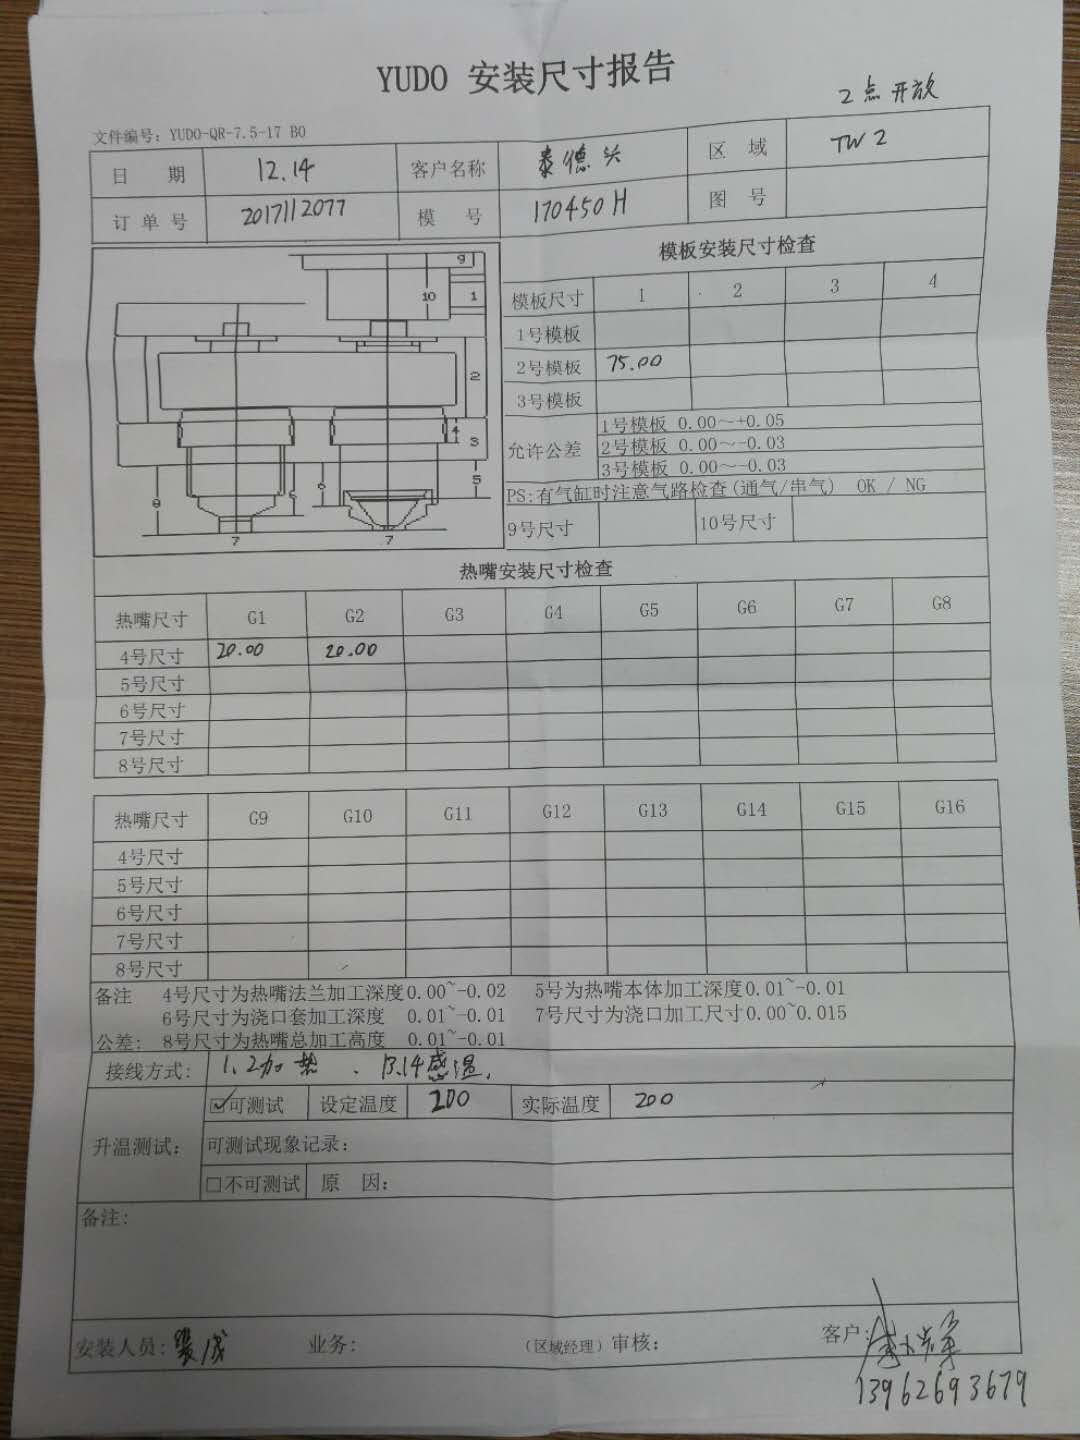 YUDO 安装尺寸报告
2点开放
文件编号：YUDO-QR-7.5-17 B0
日 期 12.14 客户名称 泰德兴 区 域 TW2
订单号 2017112077 模 号 170450H 图 号
模板安装尺寸检查
模板尺寸 1 2 3 4
1号模板
2号模板 75.00
3号模板
允许公差 1号模板 0.00～+0.05
2号模板 0.00～-0.03
3号模板 0.00～-0.03
PS:有气缸时注意气路检查(通气/串气) OK / NG
9号尺寸 10号尺寸
9
10 1
2
4 3
5
8 6 6
7 7
热嘴安装尺寸检查
热嘴尺寸 G1 G2 G3 G4 G5 G6 G7 G8
4号尺寸 20.00 20.00
5号尺寸
6号尺寸
7号尺寸
8号尺寸
热嘴尺寸 G9 G10 G11 G12 G13 G14 G15 G16
4号尺寸
5号尺寸
6号尺寸
7号尺寸
8号尺寸
备注 4号尺寸为热嘴法兰加工深度0.00~-0.02 5号为热嘴本体加工深度0.01~-0.01
6号尺寸为浇口套加工深度 0.01~-0.01 7号尺寸为浇口加工尺寸0.00~0.015
公差: 8号尺寸为热嘴总加工高度 0.01~-0.01
接线方式: 1.2加热、13.14感温.
升温测试: ☑可测试 设定温度 200 实际温度 200
可测试现象记录:
□不可测试 原 因:
备注:
安装人员: 业务: (区域经理)审核: 客户:
13962693679